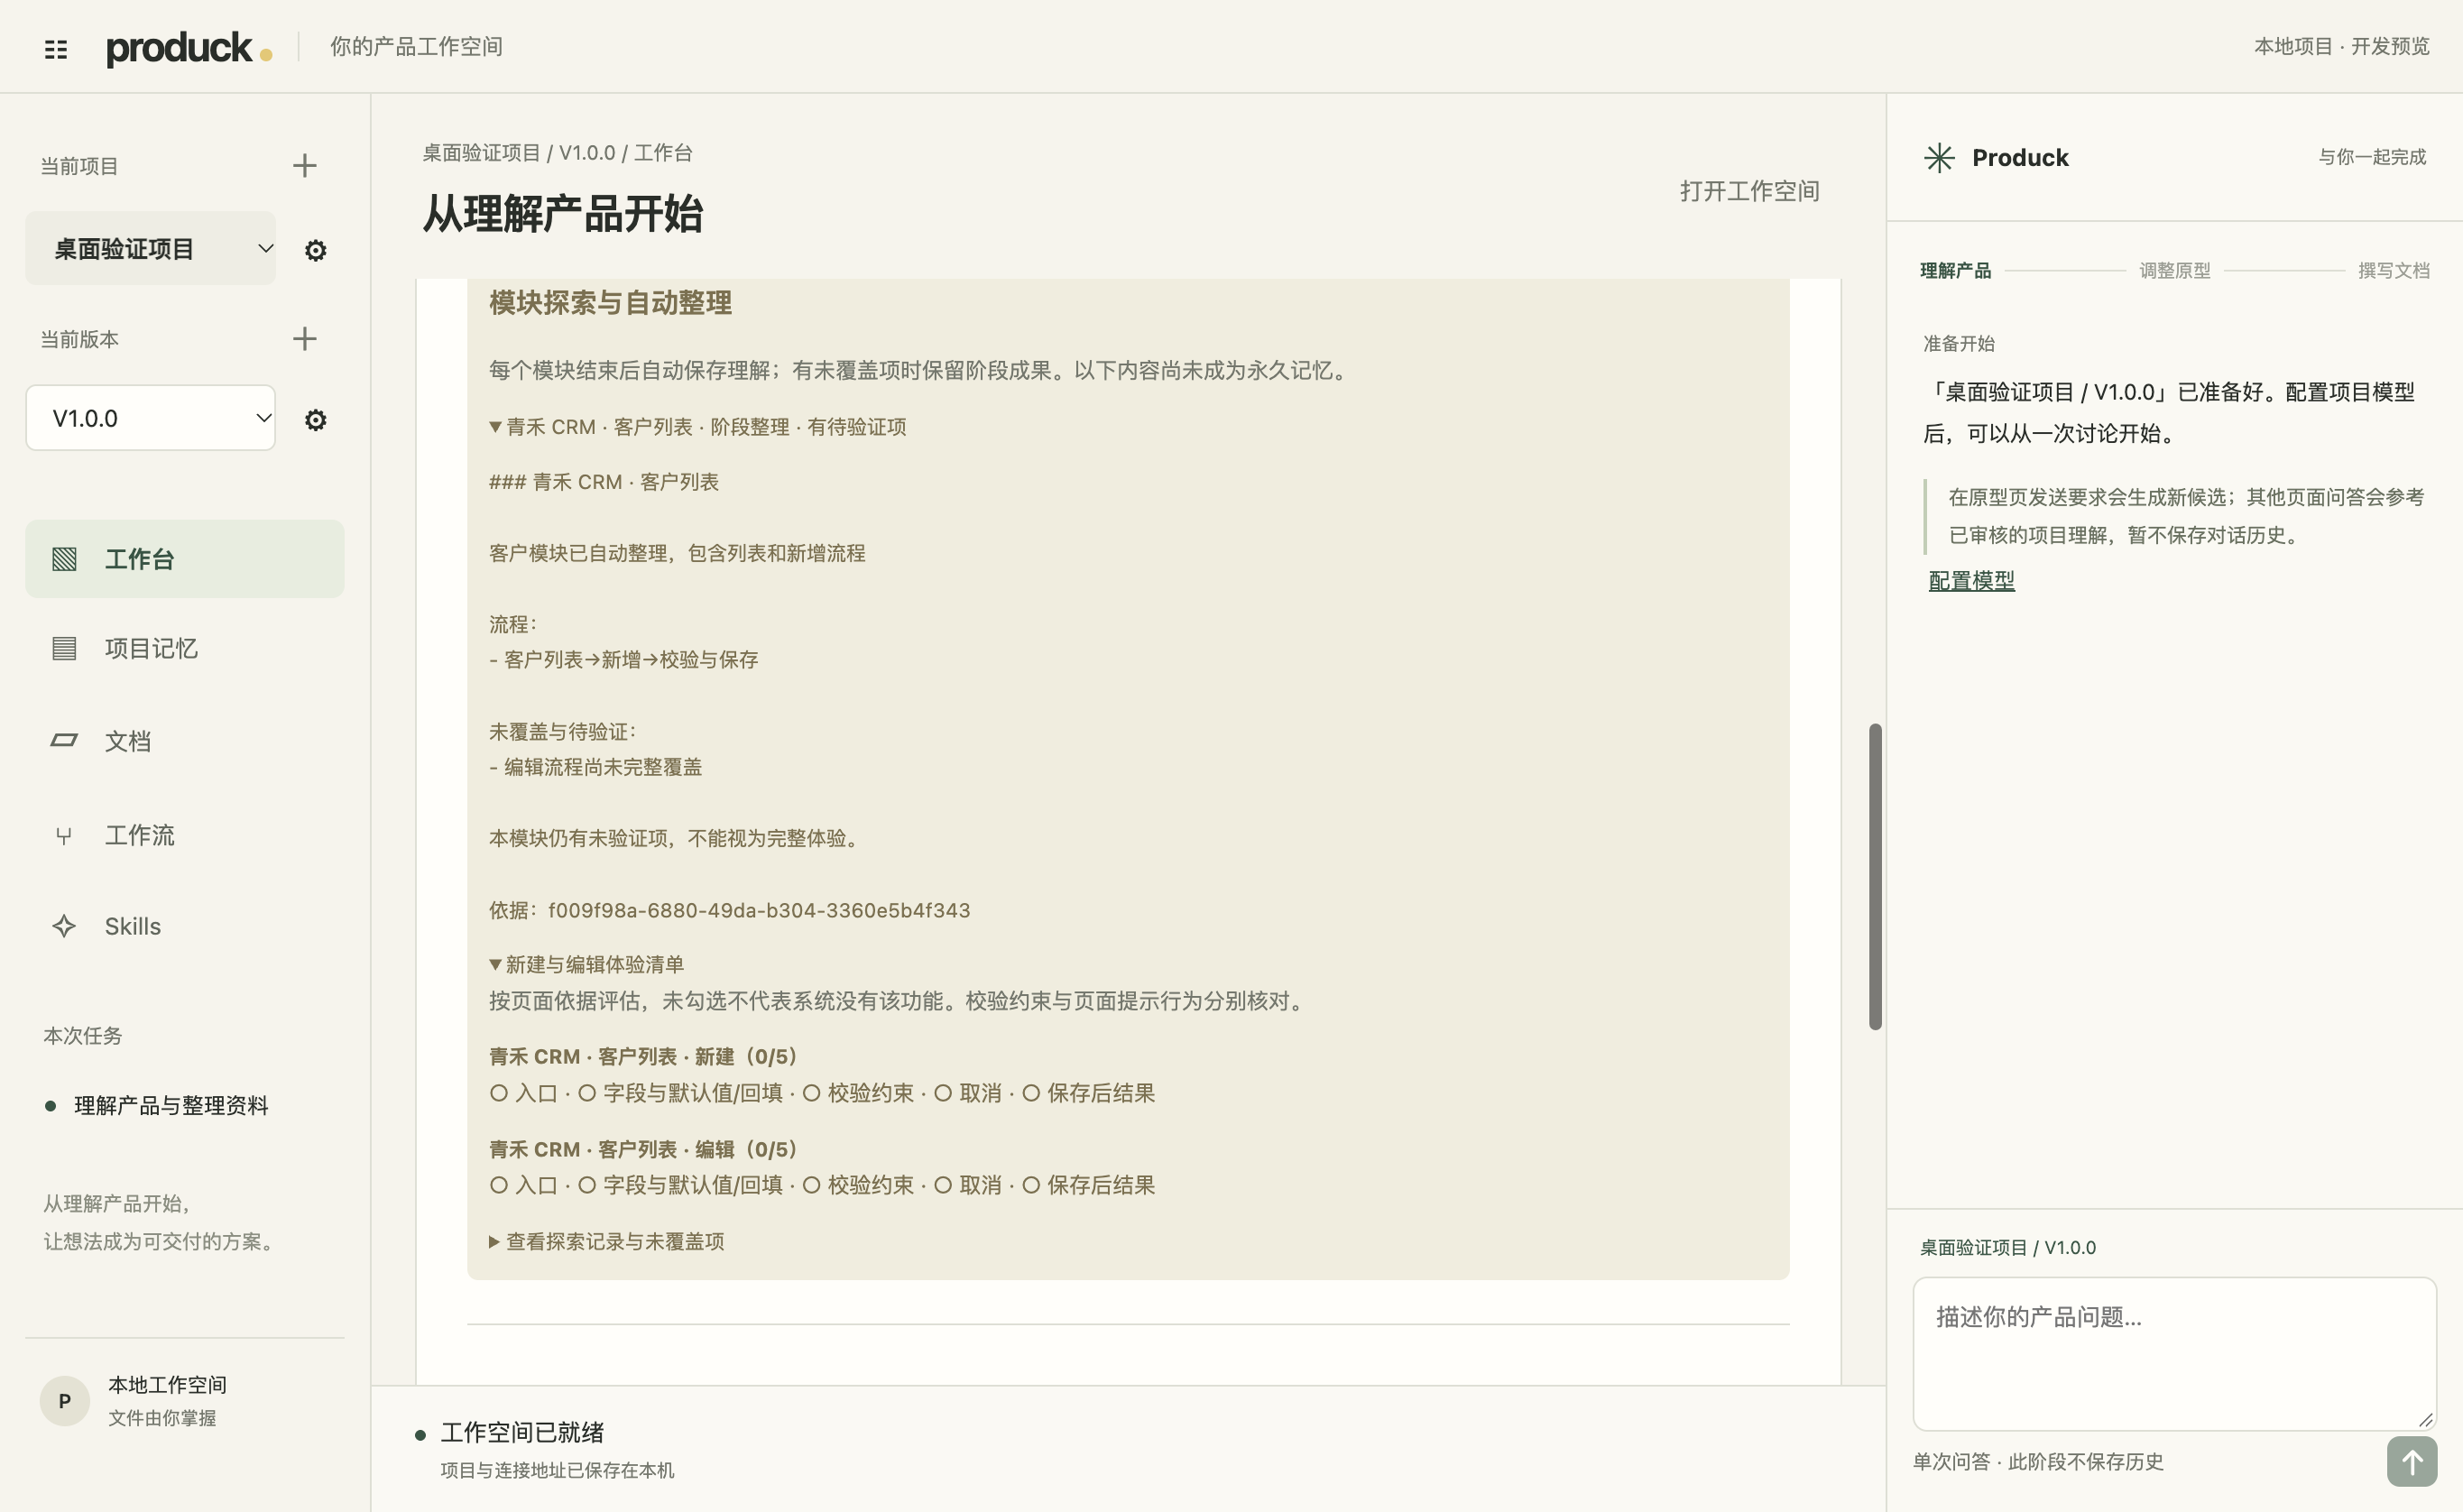 produck
你的产品工作空间
本地项目 · 开发预览
当前项目
桌面验证项目
当前版本
V1.0.0
工作台
项目记忆
文档
工作流
Skills
本次任务
理解产品与整理资料
从理解产品开始，
让想法成为可交付的方案。
P
本地工作空间
文件由你掌握
桌面验证项目 / V1.0.0 / 工作台
从理解产品开始
打开工作空间
模块探索与自动整理
每个模块结束后自动保存理解；有未覆盖项时保留阶段成果。以下内容尚未成为永久记忆。
▼青禾 CRM · 客户列表 · 阶段整理 · 有待验证项
### 青禾 CRM · 客户列表
客户模块已自动整理，包含列表和新增流程
流程：
- 客户列表→新增→校验与保存
未覆盖与待验证：
- 编辑流程尚未完整覆盖
本模块仍有未验证项，不能视为完整体验。
依据：f009f98a-6880-49da-b304-3360e5b4f343
▼新建与编辑体验清单
按页面依据评估，未勾选不代表系统没有该功能。校验约束与页面提示行为分别核对。
青禾 CRM · 客户列表 · 新建（0/5）
○ 入口 · ○ 字段与默认值/回填 · ○ 校验约束 · ○ 取消 · ○ 保存后结果
青禾 CRM · 客户列表 · 编辑（0/5）
○ 入口 · ○ 字段与默认值/回填 · ○ 校验约束 · ○ 取消 · ○ 保存后结果
▶ 查看探索记录与未覆盖项
工作空间已就绪
项目与连接地址已保存在本机
Produck
与你一起完成
理解产品
调整原型
撰写文档
准备开始
「桌面验证项目 / V1.0.0」已准备好。配置项目模型
后，可以从一次讨论开始。
在原型页发送要求会生成新候选；其他页面问答会参考
已审核的项目理解，暂不保存对话历史。
配置模型
桌面验证项目 / V1.0.0
描述你的产品问题...
单次问答 · 此阶段不保存历史